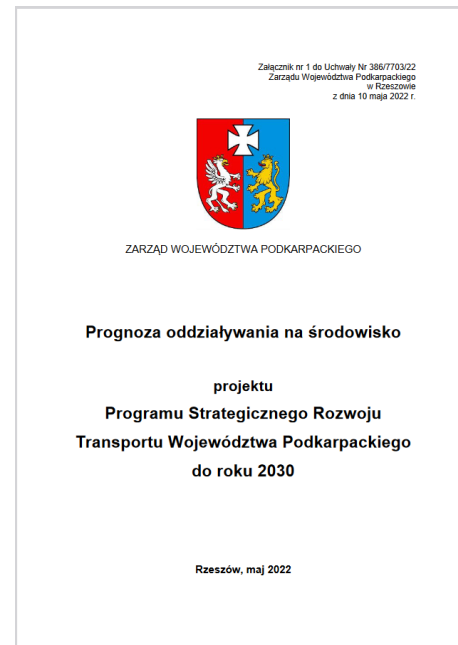 Załącznik nr 1 do Uchwały Nr 386/7703/22
Zarządu Województwa Podkarpackiego
w Rzeszowie
z dnia 10 maja 2022 r.
ZARZĄD WOJEWÓDZTWA PODKARPACKIEGO
Prognoza oddziaływania na środowisko
projektu
Programu Strategicznego Rozwoju
Transportu Województwa Podkarpackiego
do roku 2030
Rzeszów, maj 2022